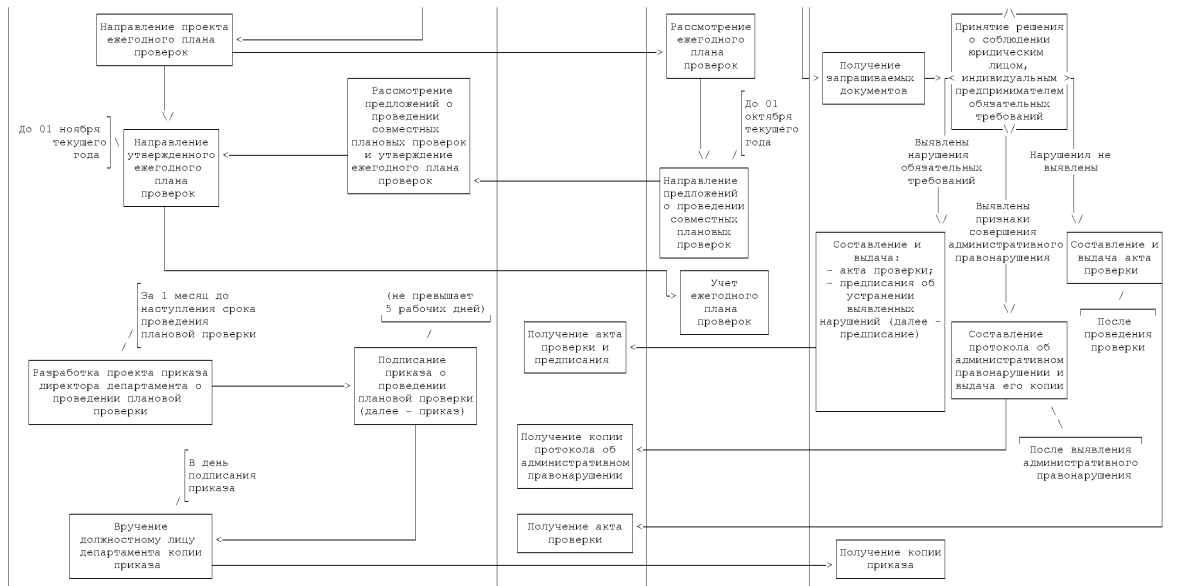 Направление проекта
ежегодного плана
проверок
До 01 ноября
текущего
года
Направление
утвержденного
ежегодного
плана
проверок
Рассмотрение
предложений о
проведении
совместных
плановых проверок
и утверждение
ежегодного плана
проверок
За 1 месяц до
наступления срока
проведения
плановой проверки
(не превышает
5 рабочих дней)
Разработка проекта приказа
директора департамента о
проведении плановой
проверки
Подписание
приказа о
проведении
плановой проверки
(далее - приказ)
В день
подписания
приказа
Вручение
должностному лицу
департамента копии
приказа
Получение акта
проверки и
предписания
Получение копии
протокола об
административном
правонарушении
Получение акта
проверки
Рассмотрение
ежегодного
плана
проверок
До 01
октября
текущего
года
Направление
предложений
о проведении
совместных
плановых
проверок
Учет
ежегодного
плана
проверок
Получение
запрашиваемых
документов
Принятие решения
о соблюдении
юридическим
лицом,
индивидуальным
предпринимателем
обязательных
требований
Выявлены
нарушения
обязательных
требований
Нарушения не
выявлены
Выявлены
признаки
совершения
административного
правонарушения
Составление и
выдача:
- акта проверки;
- предписания об
устранении
выявленных
нарушений (далее -
предписание)
Составление и
выдача акта
проверки
После
проведения
проверки
Составление
протокола об
административном
правонарушении и
выдача его копии
После выявления
административного
правонарушения
Получение копии
приказа